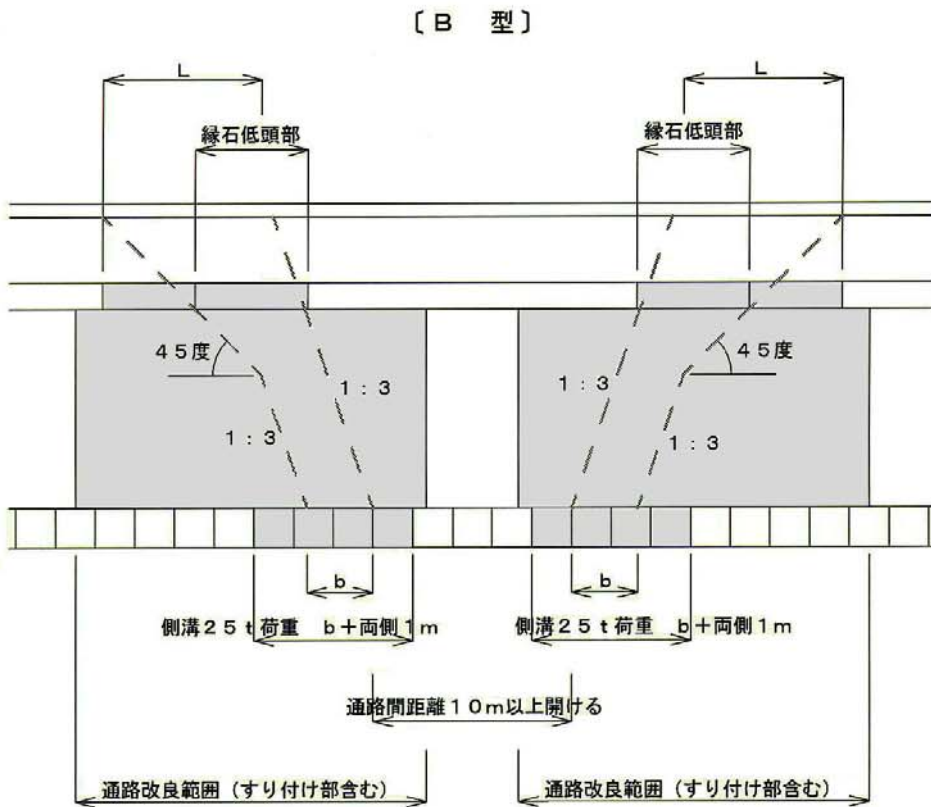 〔Ｂ　型〕
Ｌ
Ｌ
縁石低頭部
縁石低頭部
４５度
４５度
１：３
１：３
１：３
１：３
ｂ
ｂ
側溝２５ｔ荷重　ｂ＋両側１ｍ
側溝２５ｔ荷重　ｂ＋両側１ｍ
通路間距離１０ｍ以上開ける
通路改良範囲（すり付け部含む）
通路改良範囲（すり付け部含む）